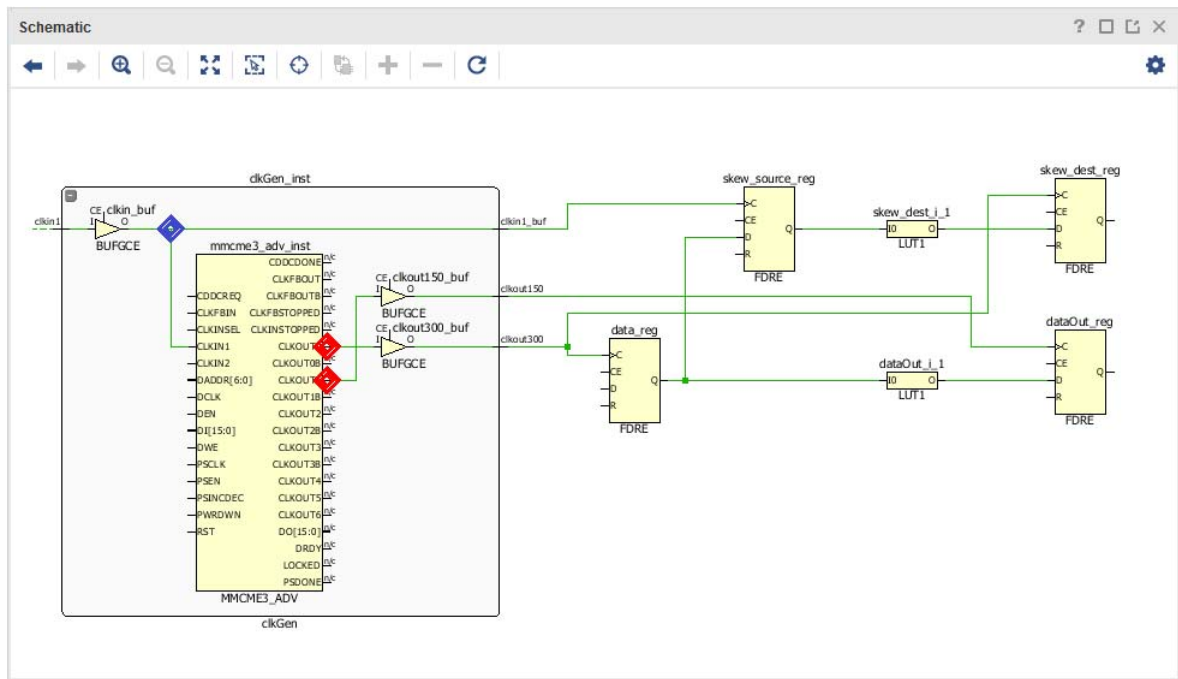 Schematic
clkGen_inst
clkin1
CE
clkin_buf
I
O
BUFGCE
clkin1_buf
mmcme3_adv_inst
CDDCREQ
CLKFBIN
CLKINSEL
CLKIN1
CLKIN2
DADDR[6:0]
DCLK
DEN
DI[15:0]
DWE
PSCLK
PSEN
PSINCDEC
PWRDWN
RST
CDDCDONE n/c
CLKFBOUT n/c
CLKFBOUTB n/c
CLKFBSTOPPED n/c
CLKINSTOPPED n/c
CLKOUT
CLKOUT0B n/c
CLKOUT
CLKOUT1B n/c
CLKOUT2 n/c
CLKOUT2B n/c
CLKOUT3 n/c
CLKOUT3B n/c
CLKOUT4 n/c
CLKOUT5 n/c
CLKOUT6 n/c
DO[15:0] n/c
DRDY n/c
LOCKED n/c
PSDONE n/c
MMCME3_ADV
CE
clkout150_buf
I
O
BUFGCE
clkout150
CE
clkout300_buf
I
O
BUFGCE
clkout300
clkGen
data_reg
C
CE
D
R
Q
FDRE
skew_source_reg
C
CE
D
R
Q
FDRE
skew_dest_i_1
I0
O
LUT1
skew_dest_reg
C
CE
D
R
Q
FDRE
dataOut_i_1
I0
O
LUT1
dataOut_reg
C
CE
D
R
Q
FDRE